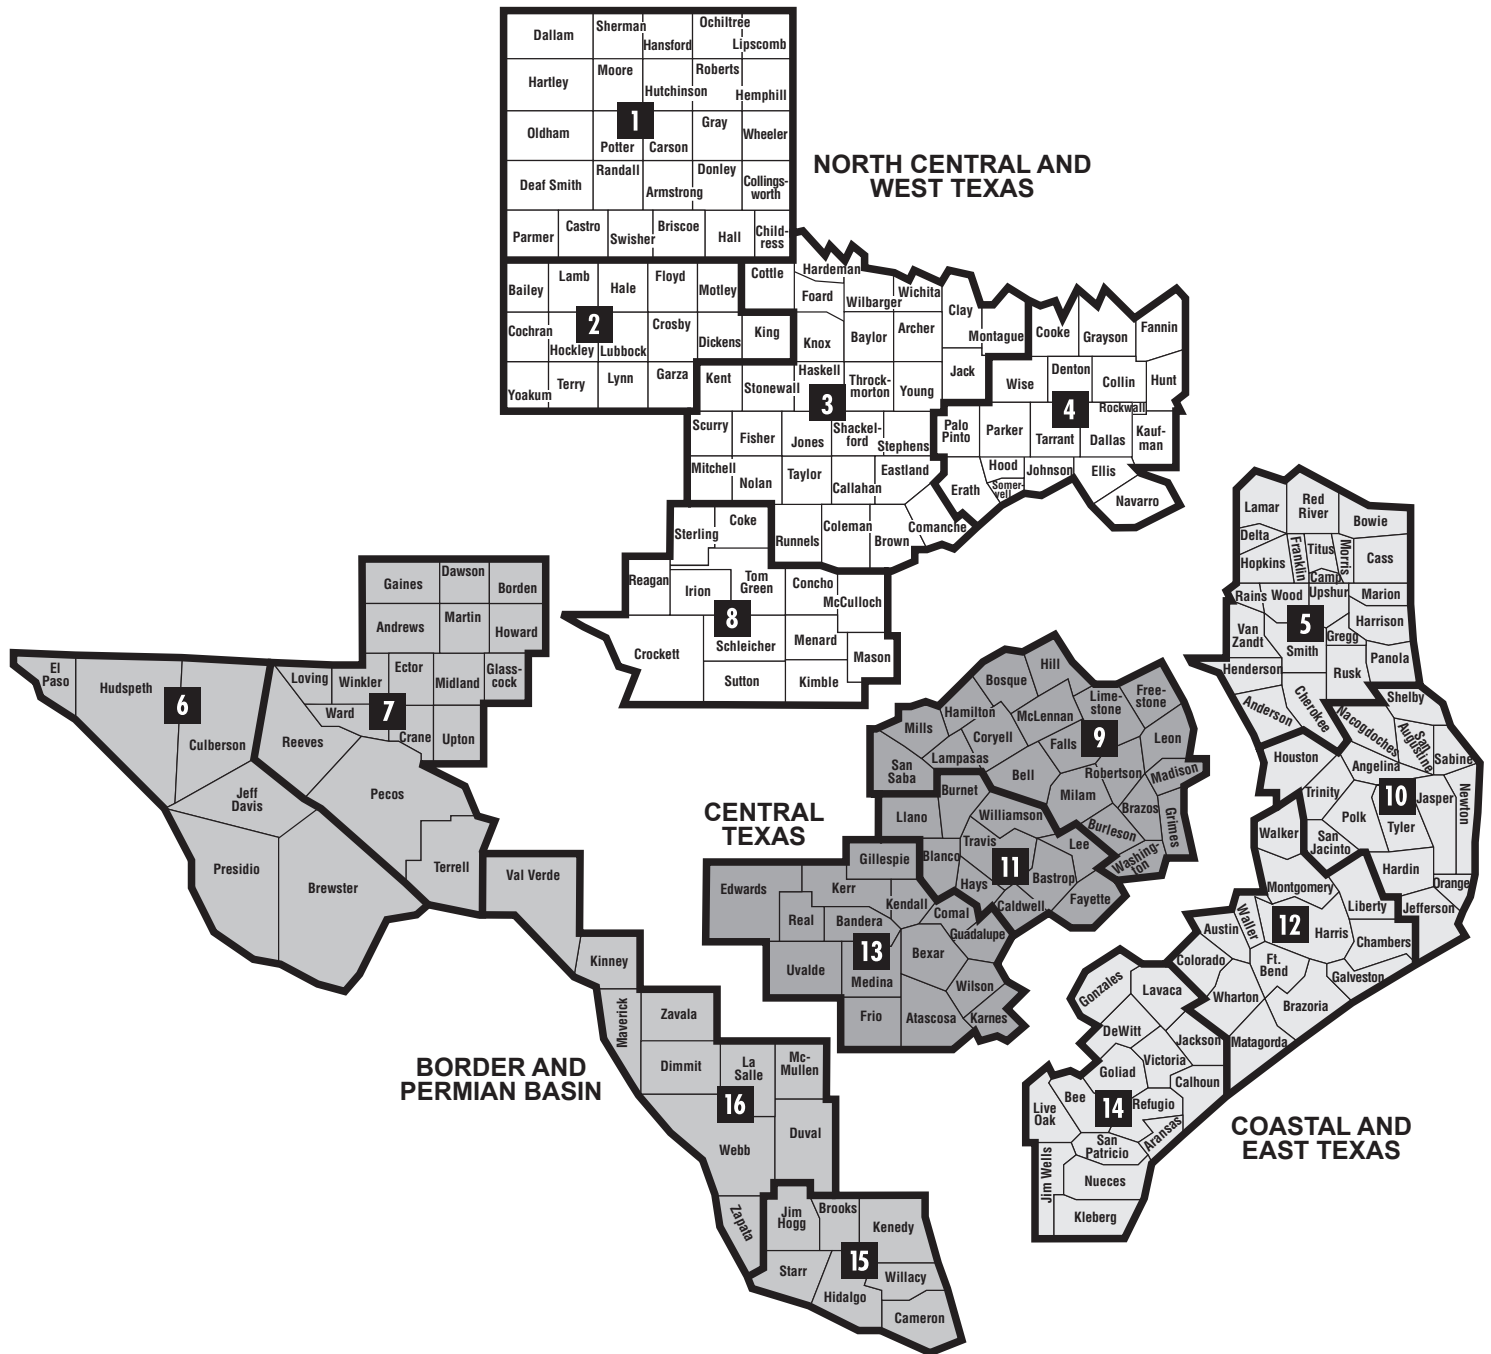 Dallam
Sherman
Hansford
Ochiltree
Lipscomb
Hartley
Moore
Hutchinson
Roberts
Hemphill
1
Oldham
Potter
Carson
Gray
Wheeler
Deaf Smith
Randall
Armstrong
Donley
Collings-
worth
Parmer
Castro
Swisher
Briscoe
Hall
Child-
ress
NORTH CENTRAL AND
WEST TEXAS
Bailey
Lamb
Hale
Floyd
Motley
2
Cochran
Hockley
Lubbock
Crosby
Dickens
King
Yoakum
Terry
Lynn
Garza
Cottle
Hardeman
Foard
Wilbarger
Wichita
Clay
Montague
Knox
Baylor
Archer
Jack
Kent
Stonewall
Haskell
3
Throck-
morton
Young
Scurry
Fisher
Jones
Shackel-
ford
Stephens
Mitchell
Nolan
Taylor
Callahan
Eastland
Runnels
Coleman
Brown
Comanche
Cooke
Grayson
Fannin
Wise
Denton
Collin
Hunt
4
Rockwall
Palo
Pinto
Parker
Tarrant
Dallas
Kauf-
man
Erath
Hood
Somer-
vell
Johnson
Ellis
Navarro
Sterling
Coke
Reagan
Irion
Tom
Green
Concho
McCulloch
8
Crockett
Schleicher
Menard
Mason
Sutton
Kimble
Lamar
Red
River
Bowie
Delta
Hopkins
Franklin
Titus
Morris
Cass
Camp
Rains
Wood
Upshur
Marion
5
Van
Zandt
Smith
Gregg
Harrison
Henderson
Rusk
Panola
Anderson
Cherokee
Gaines
Dawson
Borden
Andrews
Martin
Howard
Loving
Winkler
Ector
Midland
Glass-
cock
7
Ward
Crane
Upton
Reeves
Pecos
Terrell
El
Paso
Hudspeth
6
Culberson
Jeff
Davis
Presidio
Brewster
CENTRAL
TEXAS
Bosque
Hill
Mills
Hamilton
McLennan
Lime-
stone
Free-
stone
Coryell
Falls
9
Leon
San
Saba
Lampasas
Bell
Robertson
Madison
Milam
Brazos
Grimes
Burleson
Washing-
ton
Burnet
Llano
Williamson
Travis
Lee
Blanco
11
Hays
Bastrop
Caldwell
Fayette
Gillespie
Edwards
Kerr
Real
Bandera
Kendall
Comal
Guadalupe
13
Uvalde
Medina
Bexar
Wilson
Frio
Atascosa
Karnes
Shelby
Nacogdoches
San
Augustine
Sabine
Houston
Angelina
Trinity
10
Jasper
Newton
Polk
Tyler
San
Jacinto
Hardin
Orange
Jefferson
Walker
Montgomery
Liberty
12
Austin
Waller
Harris
Chambers
Colorado
Ft.
Bend
Galveston
Wharton
Brazoria
Matagorda
Gonzales
Lavaca
DeWitt
Jackson
Victoria
Goliad
Calhoun
Bee
14
Refugio
Live
Oak
San
Patricio
Aransas
Jim Wells
Nueces
Kleberg
COASTAL AND
EAST TEXAS
BORDER AND
PERMIAN BASIN
Val Verde
Kinney
Maverick
Zavala
Dimmit
La
Salle
Mc-
Mullen
16
Webb
Duval
Zapata
Jim
Hogg
Brooks
Kenedy
15
Starr
Hidalgo
Willacy
Cameron